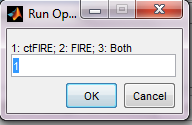 Run Op...
1: ctFIRE; 2: FIRE; 3: Both
1
OK Cancel